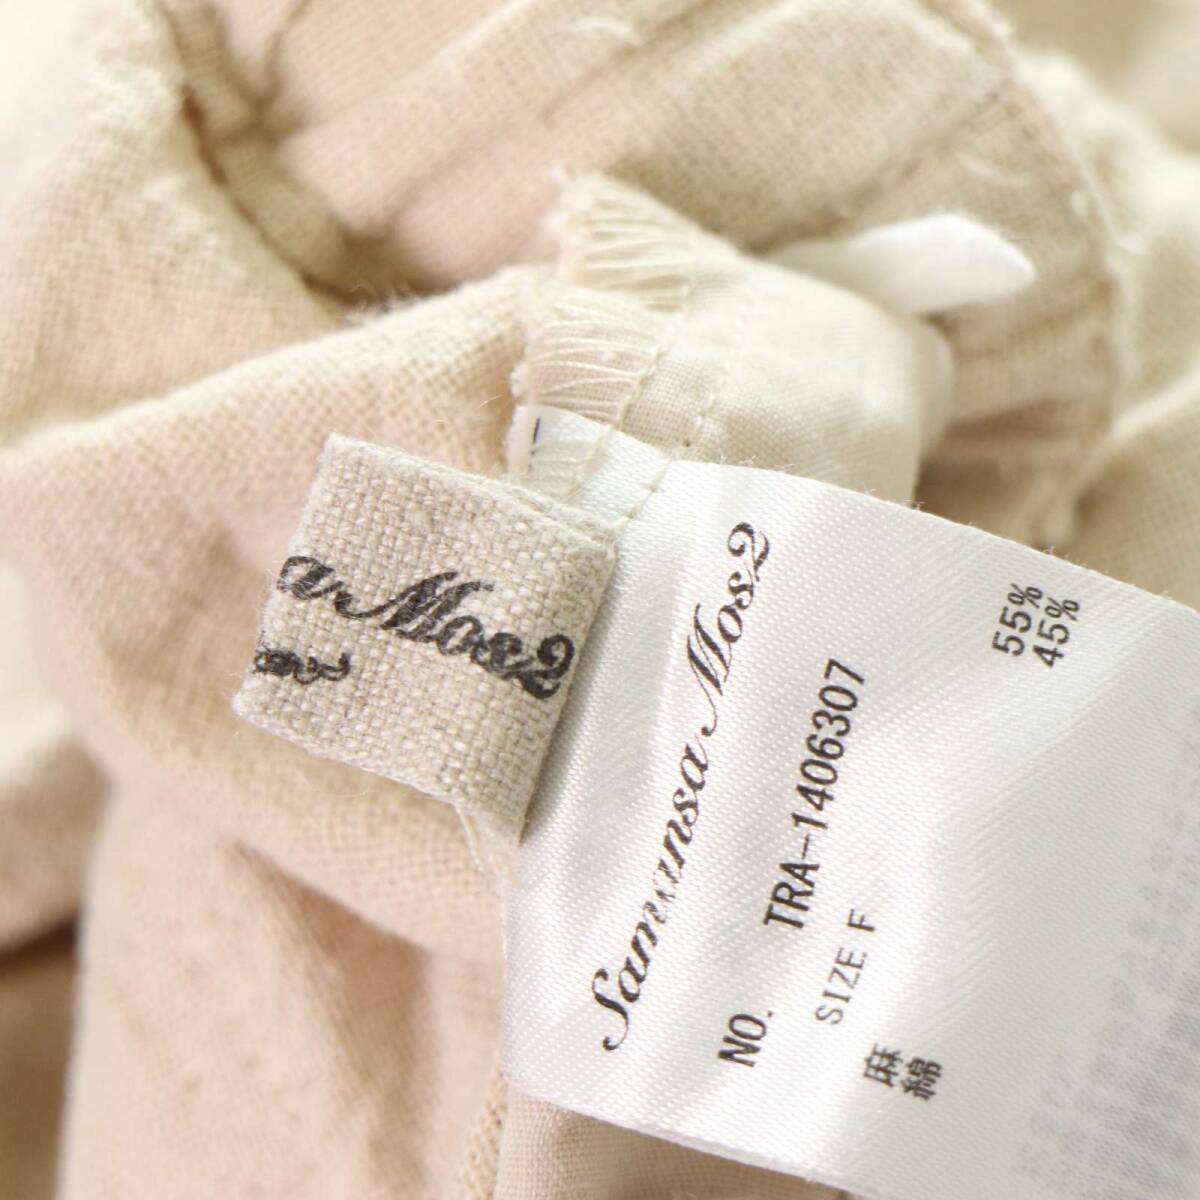 a Mos2
Samansa Mos2
NO. TRA-1406307
SIZE F
麻 55%
綿 45%